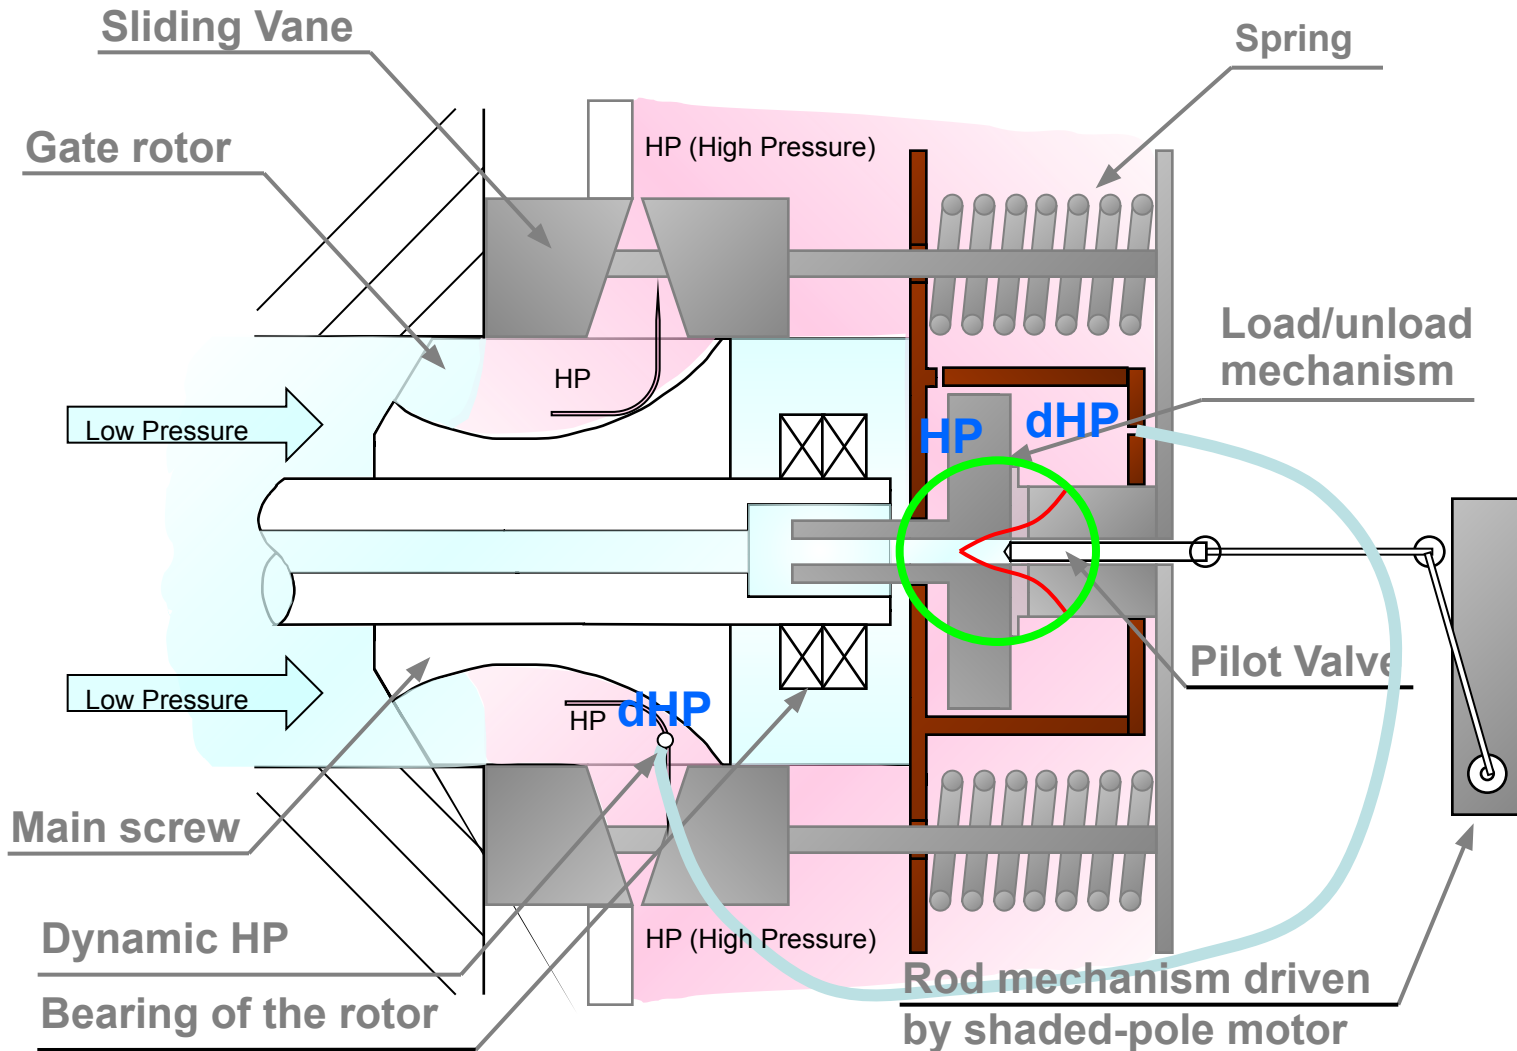 Sliding Vane
Spring
Gate rotor
HP (High Pressure)
Load/unload
mechanism
HP
Low Pressure
HP
dHP
Pilot Valve
Low Pressure
HP
dHP
Main screw
Dynamic HP
HP (High Pressure)
Bearing of the rotor
Rod mechanism driven
by shaded-pole motor